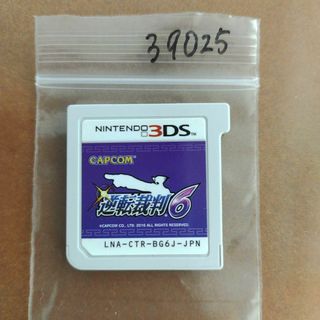 39025
NINTENDO 3DS™
CAPCOM®
逆転裁判6
©CAPCOM CO., LTD. 2016 ALL RIGHTS RESERVED.
LNA-CTR-BG6J-JPN